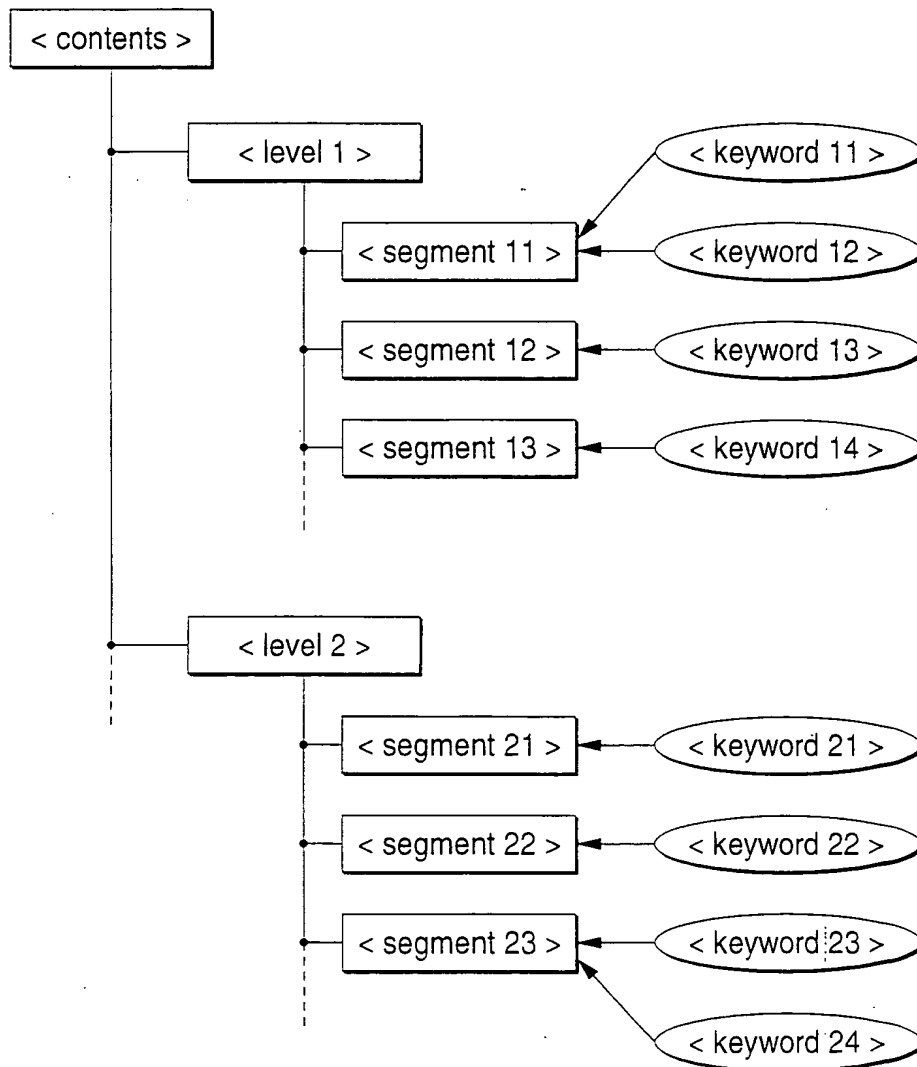 < contents >
< level 1 >
< keyword 11 >
< segment 11 >
< keyword 12 >
< segment 12 >
< keyword 13 >
< segment 13 >
< keyword 14 >
< level 2 >
< segment 21 >
< keyword 21 >
< segment 22 >
< keyword 22 >
< segment 23 >
< keyword 23 >
< keyword 24 >